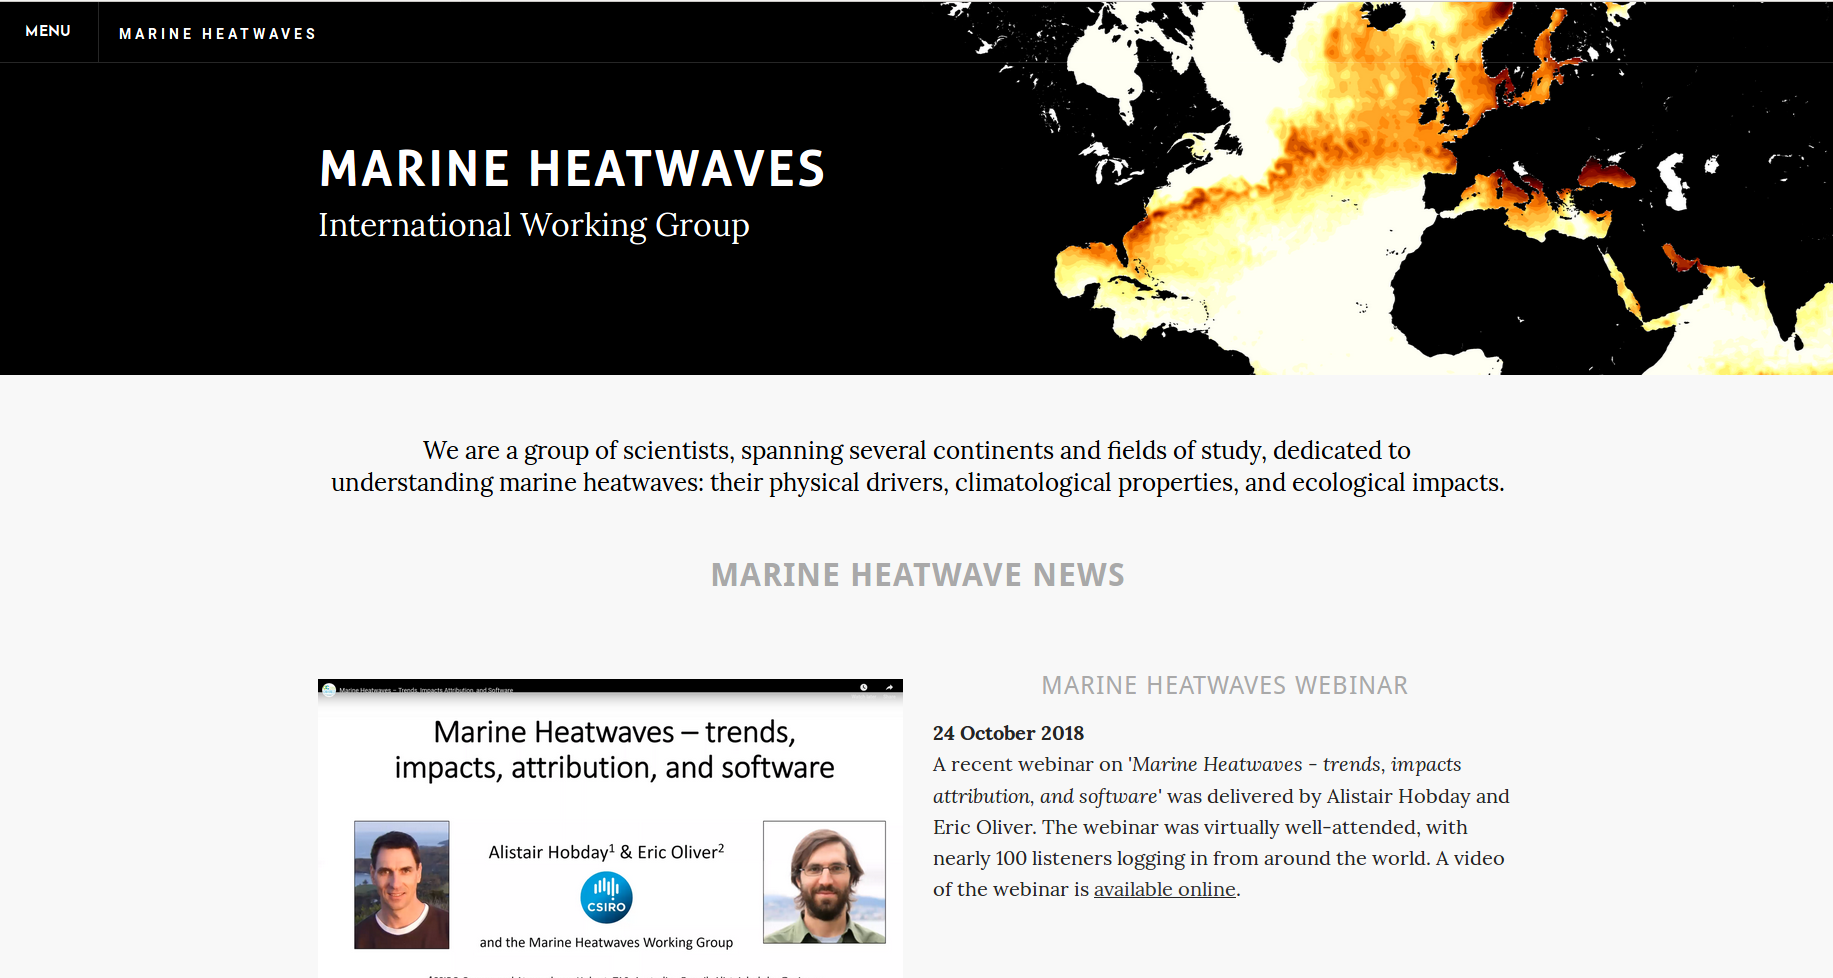 MENU
MARINE HEATWAVES
MARINE HEATWAVES
International Working Group
We are a group of scientists, spanning several continents and fields of study, dedicated to
understanding marine heatwaves: their physical drivers, climatological properties, and ecological impacts.
MARINE HEATWAVE NEWS
Marine Heatwaves – Trends, Impacts Attribution, and Software
Marine Heatwaves – trends,
impacts, attribution, and software
Alistair Hobday¹ & Eric Oliver²
CSIRO
and the Marine Heatwaves Working Group
MARINE HEATWAVES WEBINAR
24 October 2018
A recent webinar on 'Marine Heatwaves - trends, impacts
attribution, and software' was delivered by Alistair Hobday and
Eric Oliver. The webinar was virtually well-attended, with
nearly 100 listeners logging in from around the world. A video
of the webinar is available online.